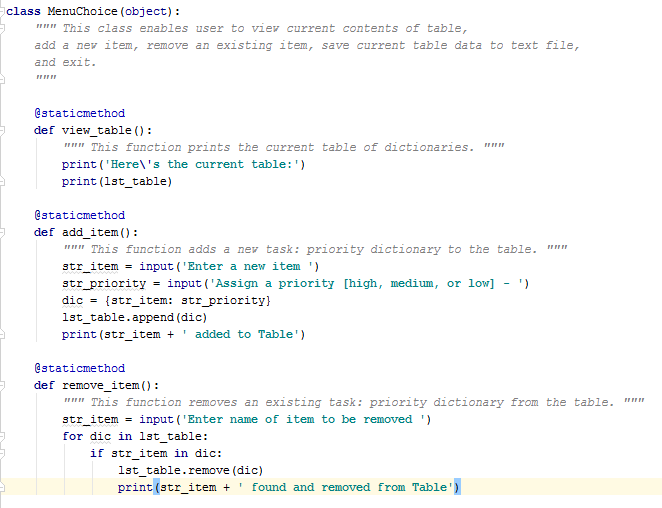 class MenuChoice(object):
    """ This class enables user to view current contents of table,
    add a new item, remove an existing item, save current table data to text file,
    and exit.
    """
    @staticmethod
    def view_table():
        """ This function prints the current table of dictionaries. """
        print('Here\'s the current table:')
        print(lst_table)
    @staticmethod
    def add_item():
        """ This function adds a new task: priority dictionary to the table. """
        str_item = input('Enter a new item ')
        str_priority = input('Assign a priority [high, medium, or low] - ')
        dic = {str_item: str_priority}
        lst_table.append(dic)
        print(str_item + ' added to Table')
    @staticmethod
    def remove_item():
        """ This function removes an existing task: priority dictionary from the table. """
        str_item = input('Enter name of item to be removed ')
        for dic in lst_table:
            if str_item in dic:
                lst_table.remove(dic)
                print(str_item + ' found and removed from Table')